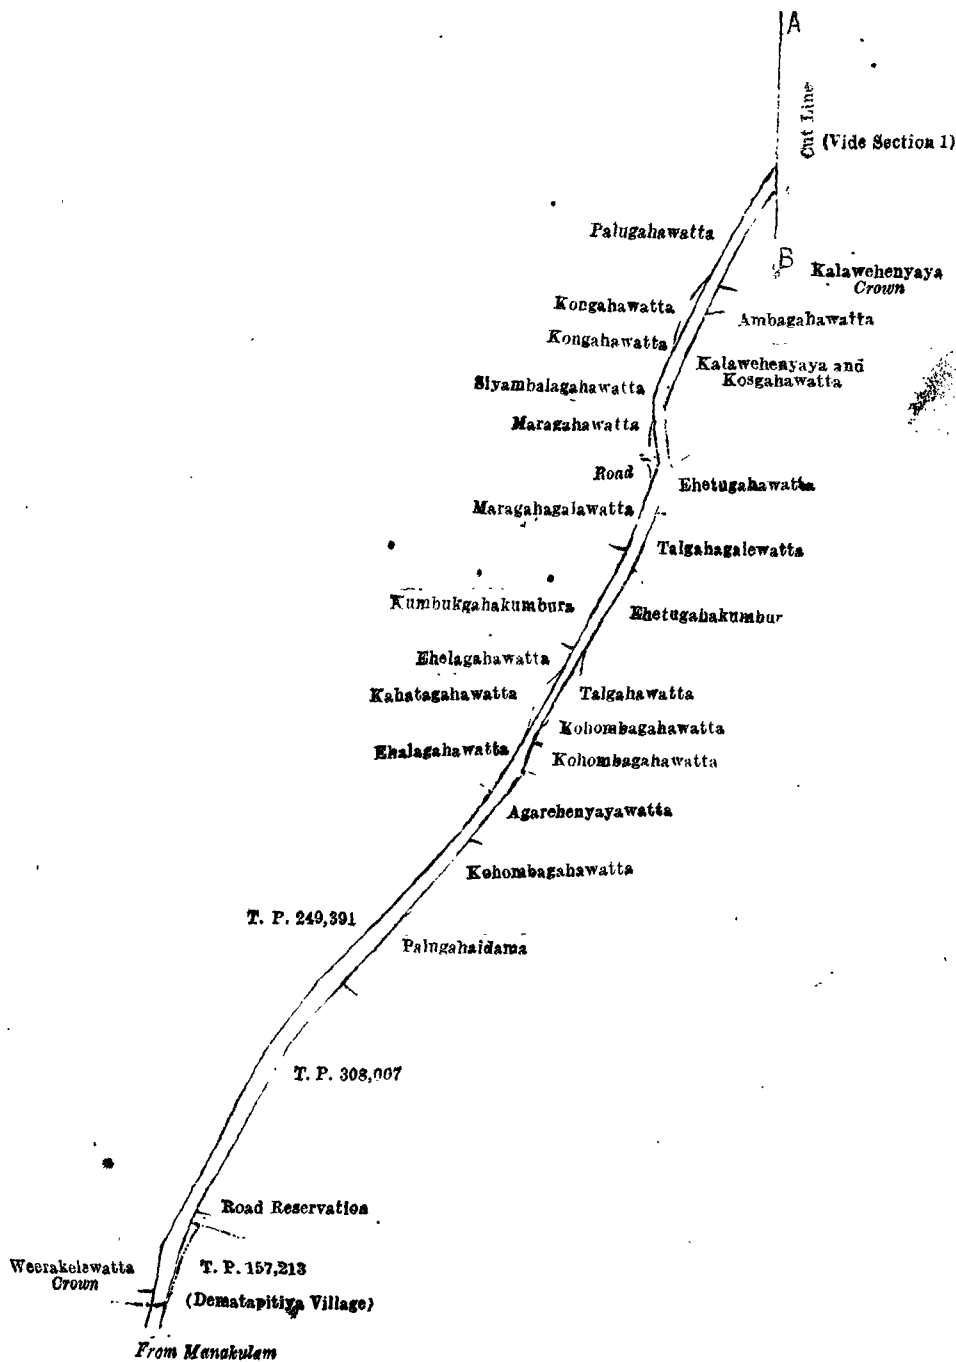 A
Cut Line
(Vide Section 1)
Palugahawatta
B
Kalawehenyaya
Crown
Kongahawatta
Ambagahawatta
Kongahawatta
Kalawehenyaya and
Kosgahawatta
Siyambalagahawatta
Maragahawatta
Road
Ehetugahawatta
Maragahagalawatta
Talgahagalewatta
Kumbukgahakumbura
Ehetugahakumbur
Ehelagahawatta
Kahatagahawatta
Talgahawatta
Kohombagahawatta
Ehalagahawatta
Kohombagahawatta
Agarehenyayawatta
Kohombagahawatta
T. P. 249,391
Palugahaidama
T. P. 308,007
Road Reservation
Weerakelewatta
Crown
T. P. 157,213
(Dematapitiya Village)
From Manakulam